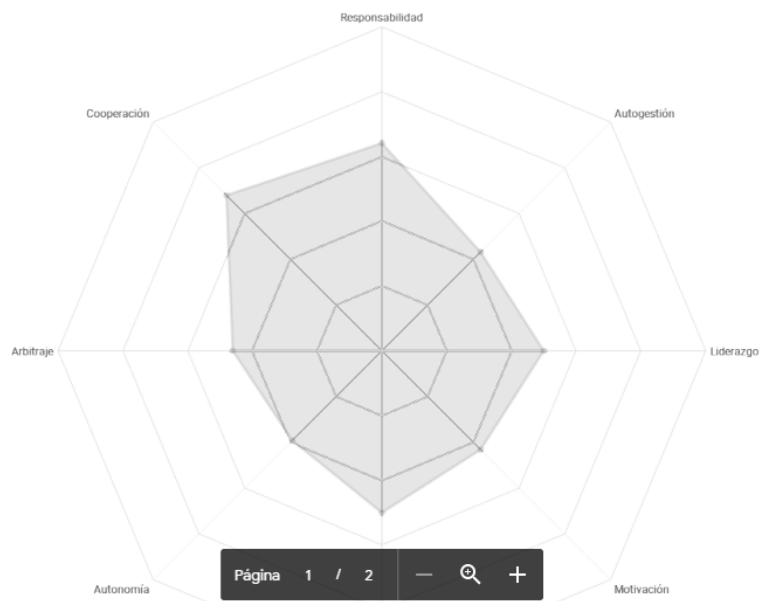 Responsabilidad
Cooperación
Autogestión
Arbitraje
Liderazgo
Autonomía
Motivación
Página 1 / 2